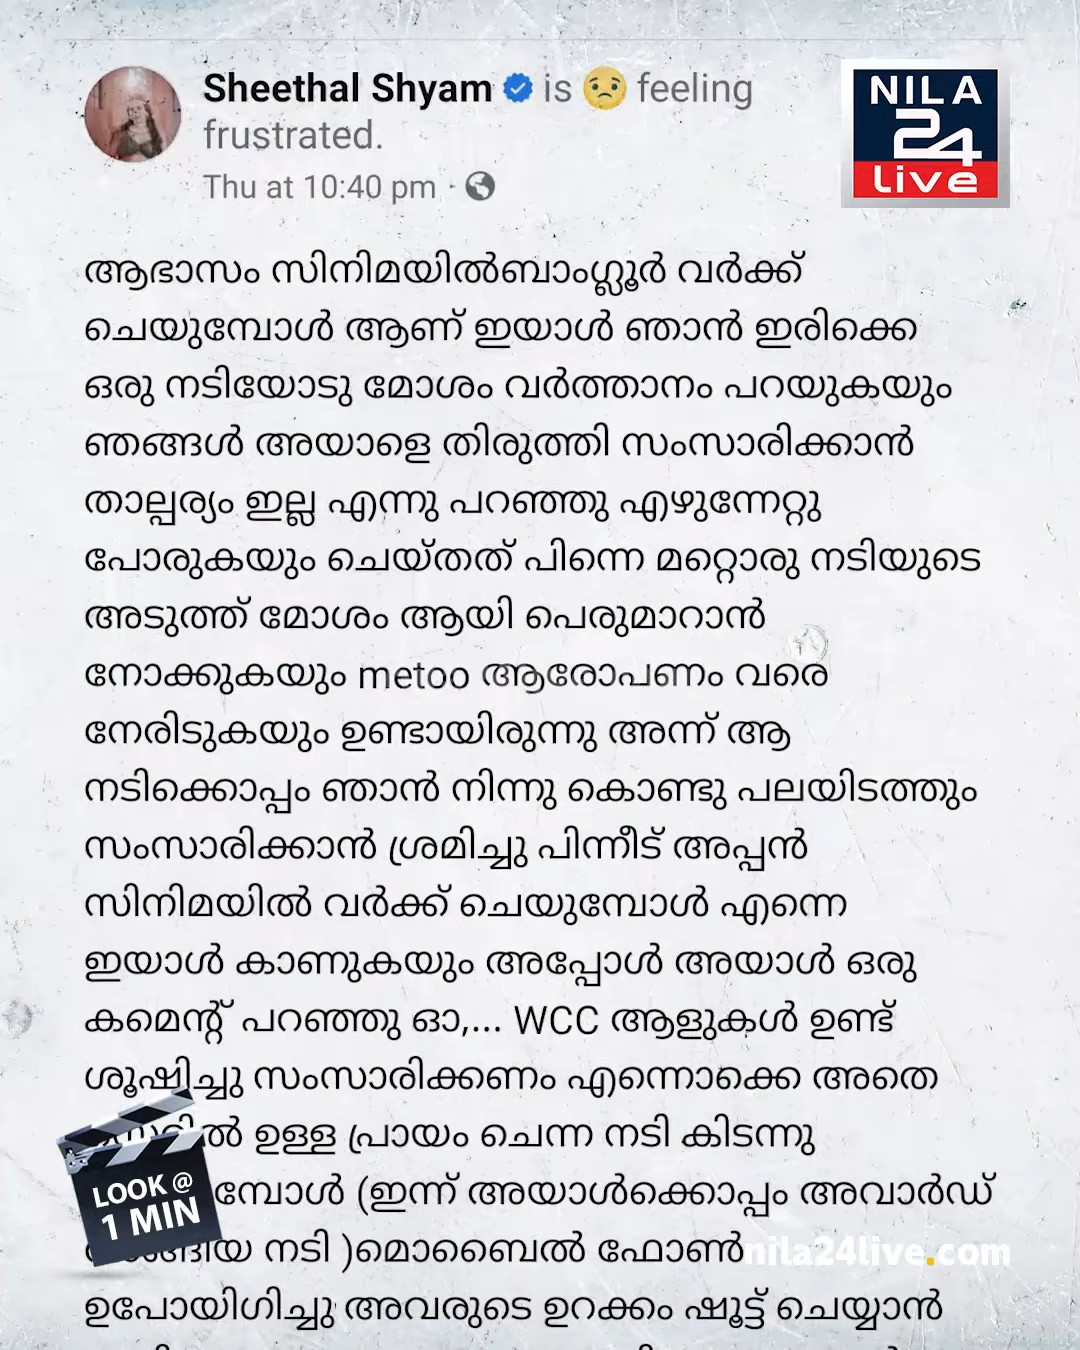 Sheethal Shyam is 😟 feeling
frustrated.
Thu at 10:40 pm ·
NILA
24
Live
ആഭാസം സിനിമയിൽബാംഗ്ലൂർ വർക്ക്
ചെയുമ്പോൾ ആണ് ഇയാൾ ഞാൻ ഇരിക്കെ
ഒരു നടിയോടു മോശം വർത്താനം പറയുകയും
ഞങ്ങൾ അയാളെ തിരുത്തി സംസാരിക്കാൻ
താല്പര്യം ഇല്ല എന്നു പറഞ്ഞു എഴുന്നേറ്റു
പോരുകയും ചെയ്തത് പിന്നെ മറ്റൊരു നടിയുടെ
അടുത്ത് മോശം ആയി പെരുമാറാൻ
നോക്കുകയും metoo ആരോപണം വരെ
നേരിടുകയും ഉണ്ടായിരുന്നു അന്ന് ആ
നടിക്കൊപ്പം ഞാൻ നിന്നു കൊണ്ടു പലയിടത്തും
സംസാരിക്കാൻ ശ്രമിച്ചു പിന്നീട് അപ്പൻ
സിനിമയിൽ വർക്ക് ചെയുമ്പോൾ എന്നെ
ഇയാൾ കാണുകയും അപ്പോൾ അയാൾ ഒരു
കമെന്റ് പറഞ്ഞു ഓ,... WCC ആളുകൾ ഉണ്ട്
ശൂഷിച്ചു സംസാരിക്കണം എന്നൊക്കെ അതെ
ഉള്ള പ്രായം ചെന്ന നടി കിടന്നു
(ഇന്ന് അയാൾക്കൊപ്പം അവാർഡ്
നടി )മൊബൈൽ ഫോൺ
ഉപോയിഗിച്ചു അവരുടെ ഉറക്കം ഷൂട്ട് ചെയ്യാൻ
LOOK @
1 MIN
nila24live.com